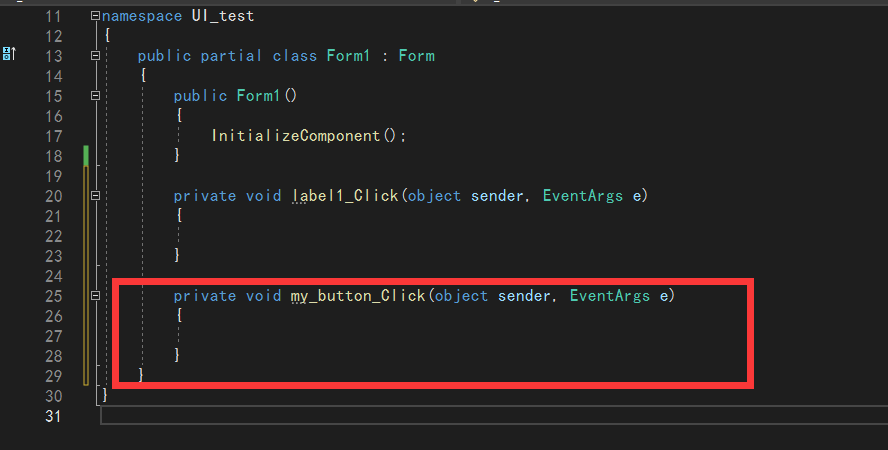 11 namespace UI_test
12 {
13 public partial class Form1 : Form
14 {
15 public Form1()
16 {
17 InitializeComponent();
18 }
19
20 private void label1_Click(object sender, EventArgs e)
21 {
22
23 }
24
25 private void my_button_Click(object sender, EventArgs e)
26 {
27
28 }
29 }
30 }
31